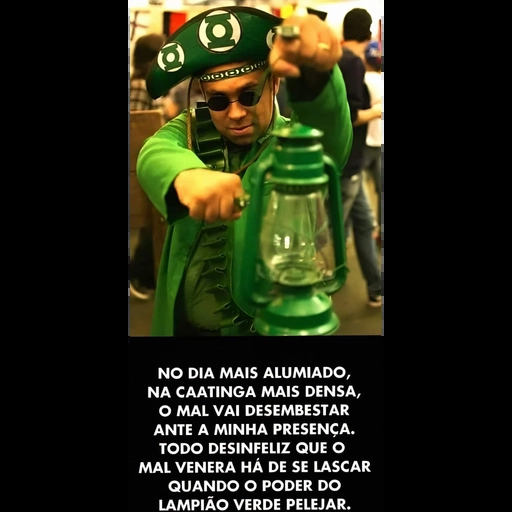 NO DIA MAIS ALUMIADO,
NA CAATINGA MAIS DENSA,
O MAL VAI DESEMBESTAR
ANTE A MINHA PRESENÇA.
TODO DESINFELIZ QUE O
MAL VENERA HÁ DE SE LASCAR
QUANDO O PODER DO
LAMPIÃO VERDE PELEJAR.